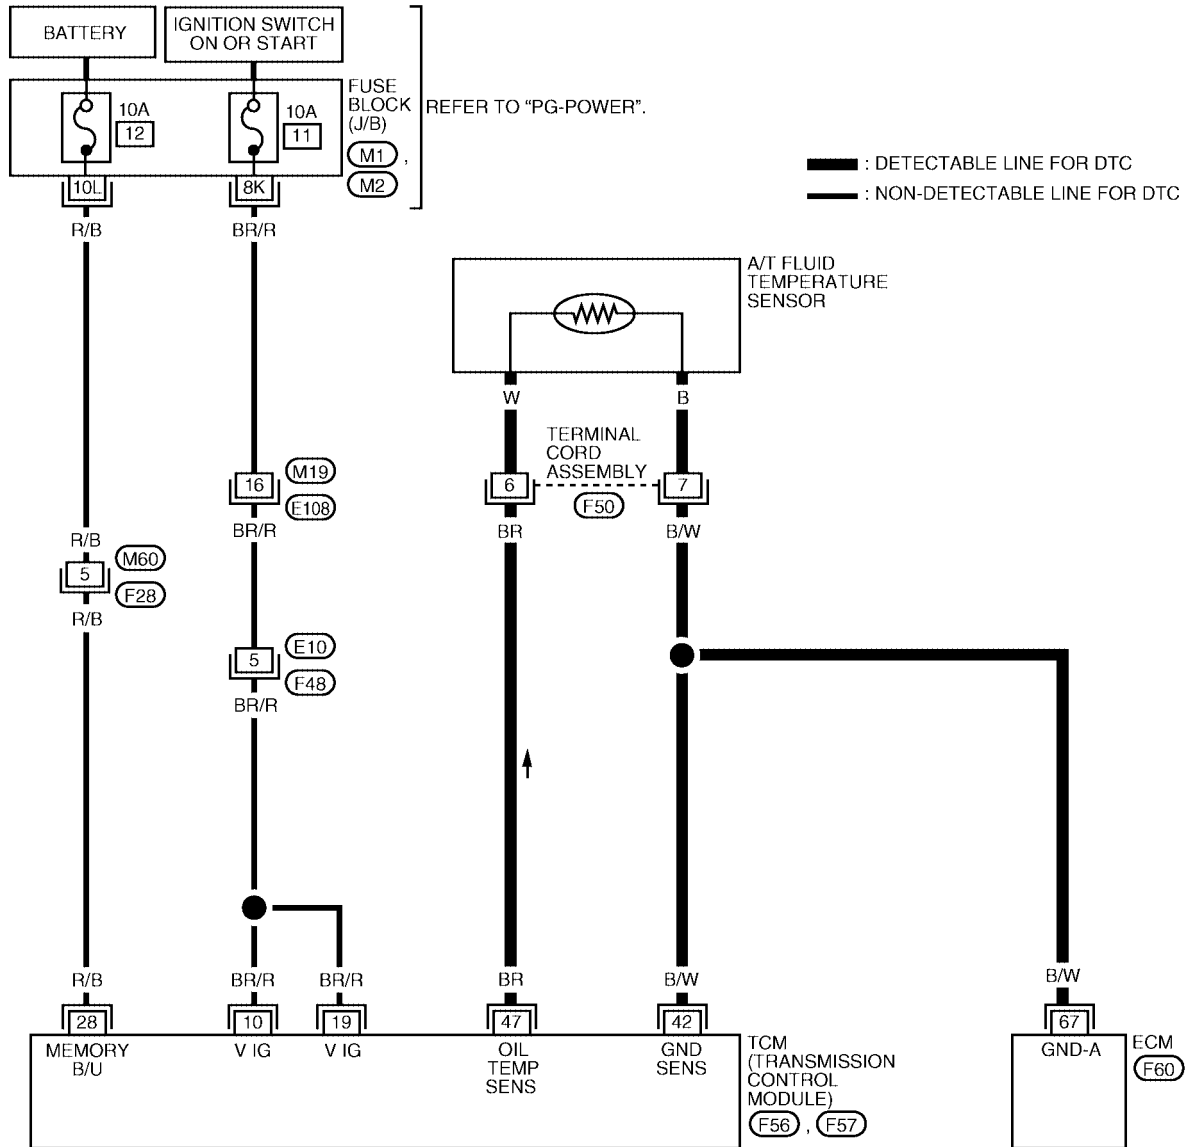 BATTERY
IGNITION SWITCH
ON OR START
10A
12
10A
11
FUSE
BLOCK
(J/B)
M1 ,
M2
REFER TO “PG-POWER”.
10L
8K
R/B
BR/R
: DETECTABLE LINE FOR DTC
: NON-DETECTABLE LINE FOR DTC
A/T FLUID
TEMPERATURE
SENSOR
W
B
TERMINAL
CORD
ASSEMBLY
6
7
F50
BR
B/W
16
M19
E108
BR/R
R/B
5
M60
F28
R/B
5
E10
F48
BR/R
R/B
BR/R
BR/R
BR
B/W
B/W
28
10
19
47
42
67
MEMORY
B/U
V IG
V IG
OIL
TEMP
SENS
GND
SENS
TCM
(TRANSMISSION
CONTROL
MODULE)
F56 , F57
GND-A
ECM
F60